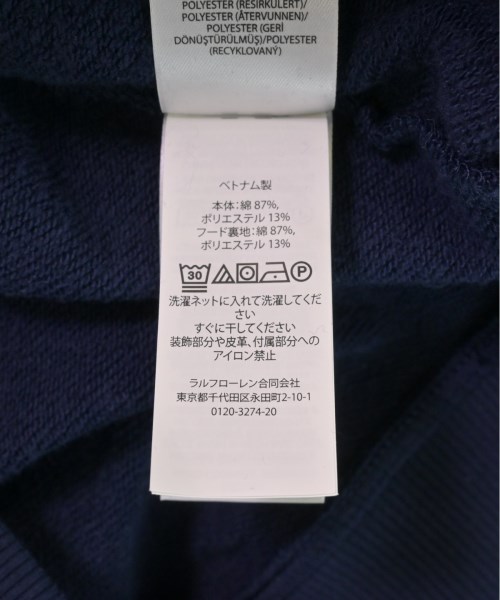 POLYESTER (RESIRKULERT)/
POLYESTER (ÅTERVUNNEN)/
POLYESTER (GERİ
DÖNÜŞTÜRÜLMÜŞ)/POLYESTER
(RECYKLOVANÝ)
ベトナム製
本体：綿 87%,
ポリエステル 13%
フード裏地：綿 87%,
ポリエステル 13%
30 P
洗濯ネットに入れて洗濯してくだ
さい
すぐに干してください
装飾部分や皮革、付属部分への
アイロン禁止
ラルフローレン合同会社
東京都千代田区永田町2-10-1
0120-3274-20